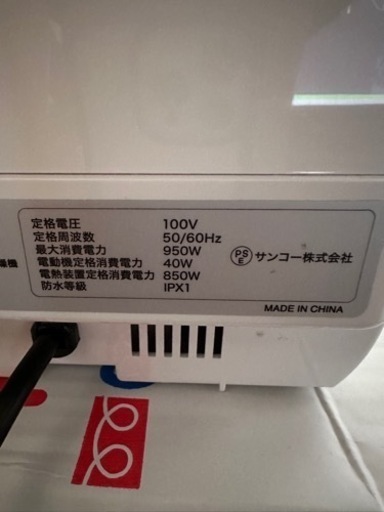 定格電圧 100V
定格周波数 50/60Hz
最大消費電力 950W
電動機定格消費電力 40W
電熱装置定格消費電力 850W
防水等級 IPX1
PSE サンコー株式会社
MADE IN CHINA